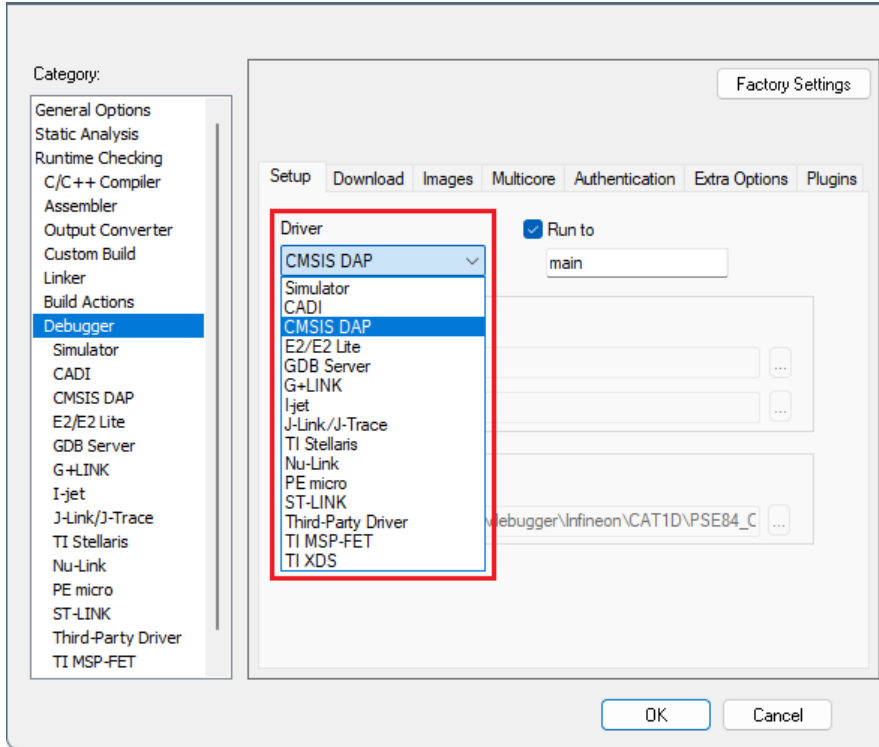 Category:
General Options
Static Analysis
Runtime Checking
C/C++ Compiler
Assembler
Output Converter
Custom Build
Linker
Build Actions
Debugger
Simulator
CADI
CMSIS DAP
E2/E2 Lite
GDB Server
G+LINK
I-jet
J-Link/J-Trace
TI Stellaris
Nu-Link
PE micro
ST-LINK
Third-Party Driver
TI MSP-FET
Factory Settings
Setup Download Images Multicore Authentication Extra Options Plugins
Driver
CMSIS DAP
Simulator
CADI
CMSIS DAP
E2/E2 Lite
GDB Server
G+LINK
I-jet
J-Link/J-Trace
TI Stellaris
Nu-Link
PE micro
ST-LINK
Third-Party Driver
TI MSP-FET
TI XDS
Run to
main
...
...
\debugger\Infineon\CAT1D\PSE84_C ...
OK Cancel